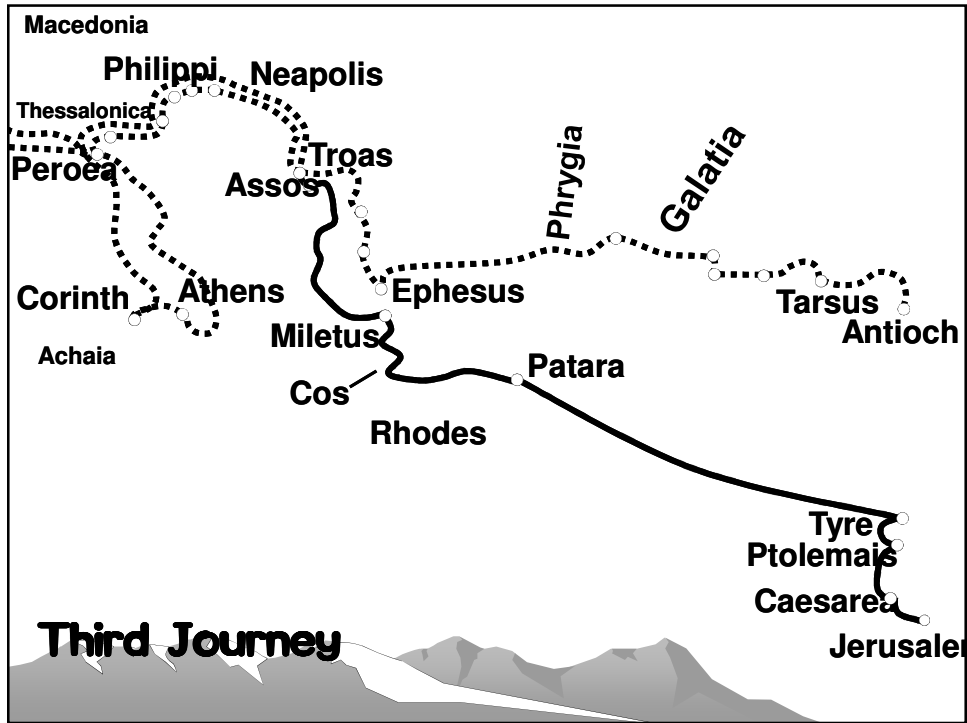 Macedonia
Philippi
Neapolis
Thessalonica
Troas
Peroea
Assos
Phrygia
Galatia
Corinth
Athens
Ephesus
Tarsus
Antioch
Miletus
Achaia
Cos
Patara
Rhodes
Tyre
Ptolemais
Caesarea
Jerusaler
Third Journey